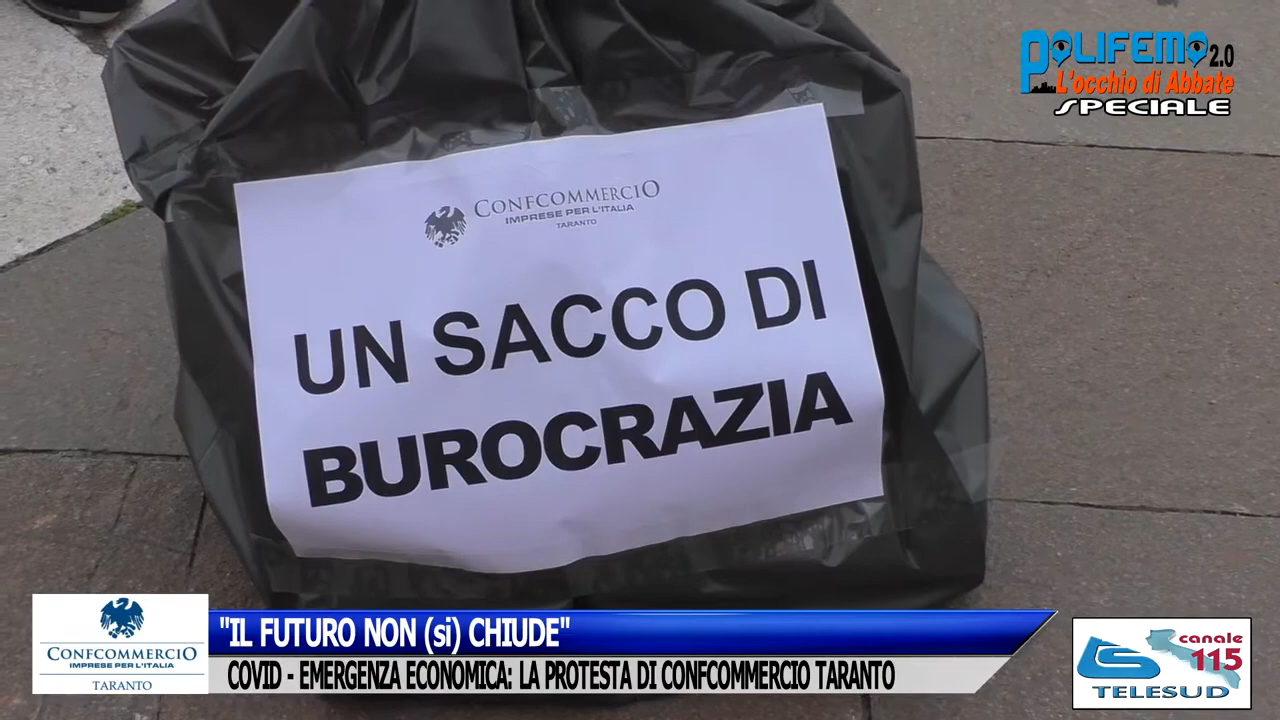 POLIFEMO 2.0
L'occhio di Abbate
SPECIALE
CONFCOMMERCIO
IMPRESE PER L'ITALIA
TARANTO
UN SACCO DI
BUROCRAZIA
CONFCOMMERCIO
IMPRESE PER L'ITALIA
TARANTO
"IL FUTURO NON (si) CHIUDE"
COVID - EMERGENZA ECONOMICA: LA PROTESTA DI CONFCOMMERCIO TARANTO
canale
115
TELESUD